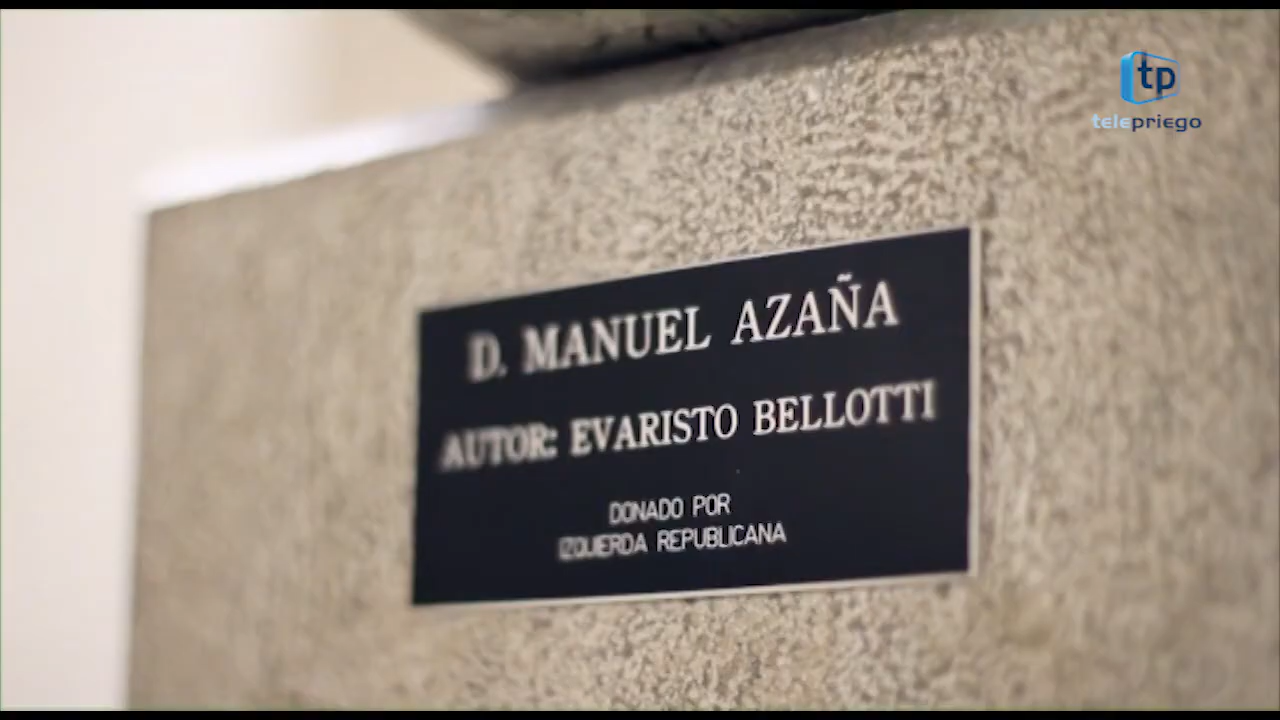 tp
telepriego
D. MANUEL AZAÑA
AUTOR: EVARISTO BELLOTTI
DONADO POR
IZQUIERDA REPUBLICANA